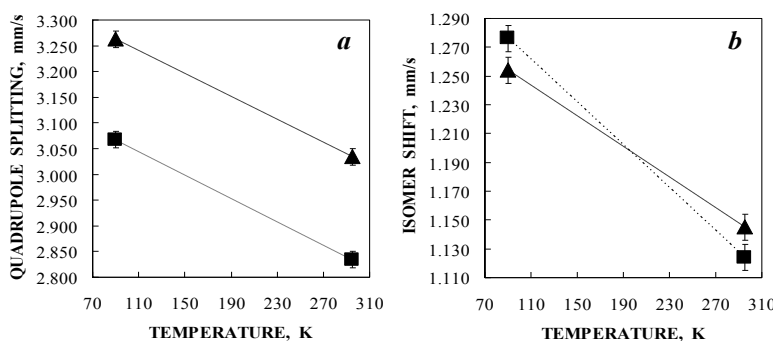 QUADRUPOLE SPLITTING, mm/s
3.300
3.250
3.200
3.150
3.100
3.050
3.000
2.950
2.900
2.850
2.800
70 110 150 190 230 270 310
TEMPERATURE, K
a
ISOMER SHIFT, mm/s
1.290
1.270
1.250
1.230
1.210
1.190
1.170
1.150
1.130
1.110
70 110 150 190 230 270 310
TEMPERATURE, K
b